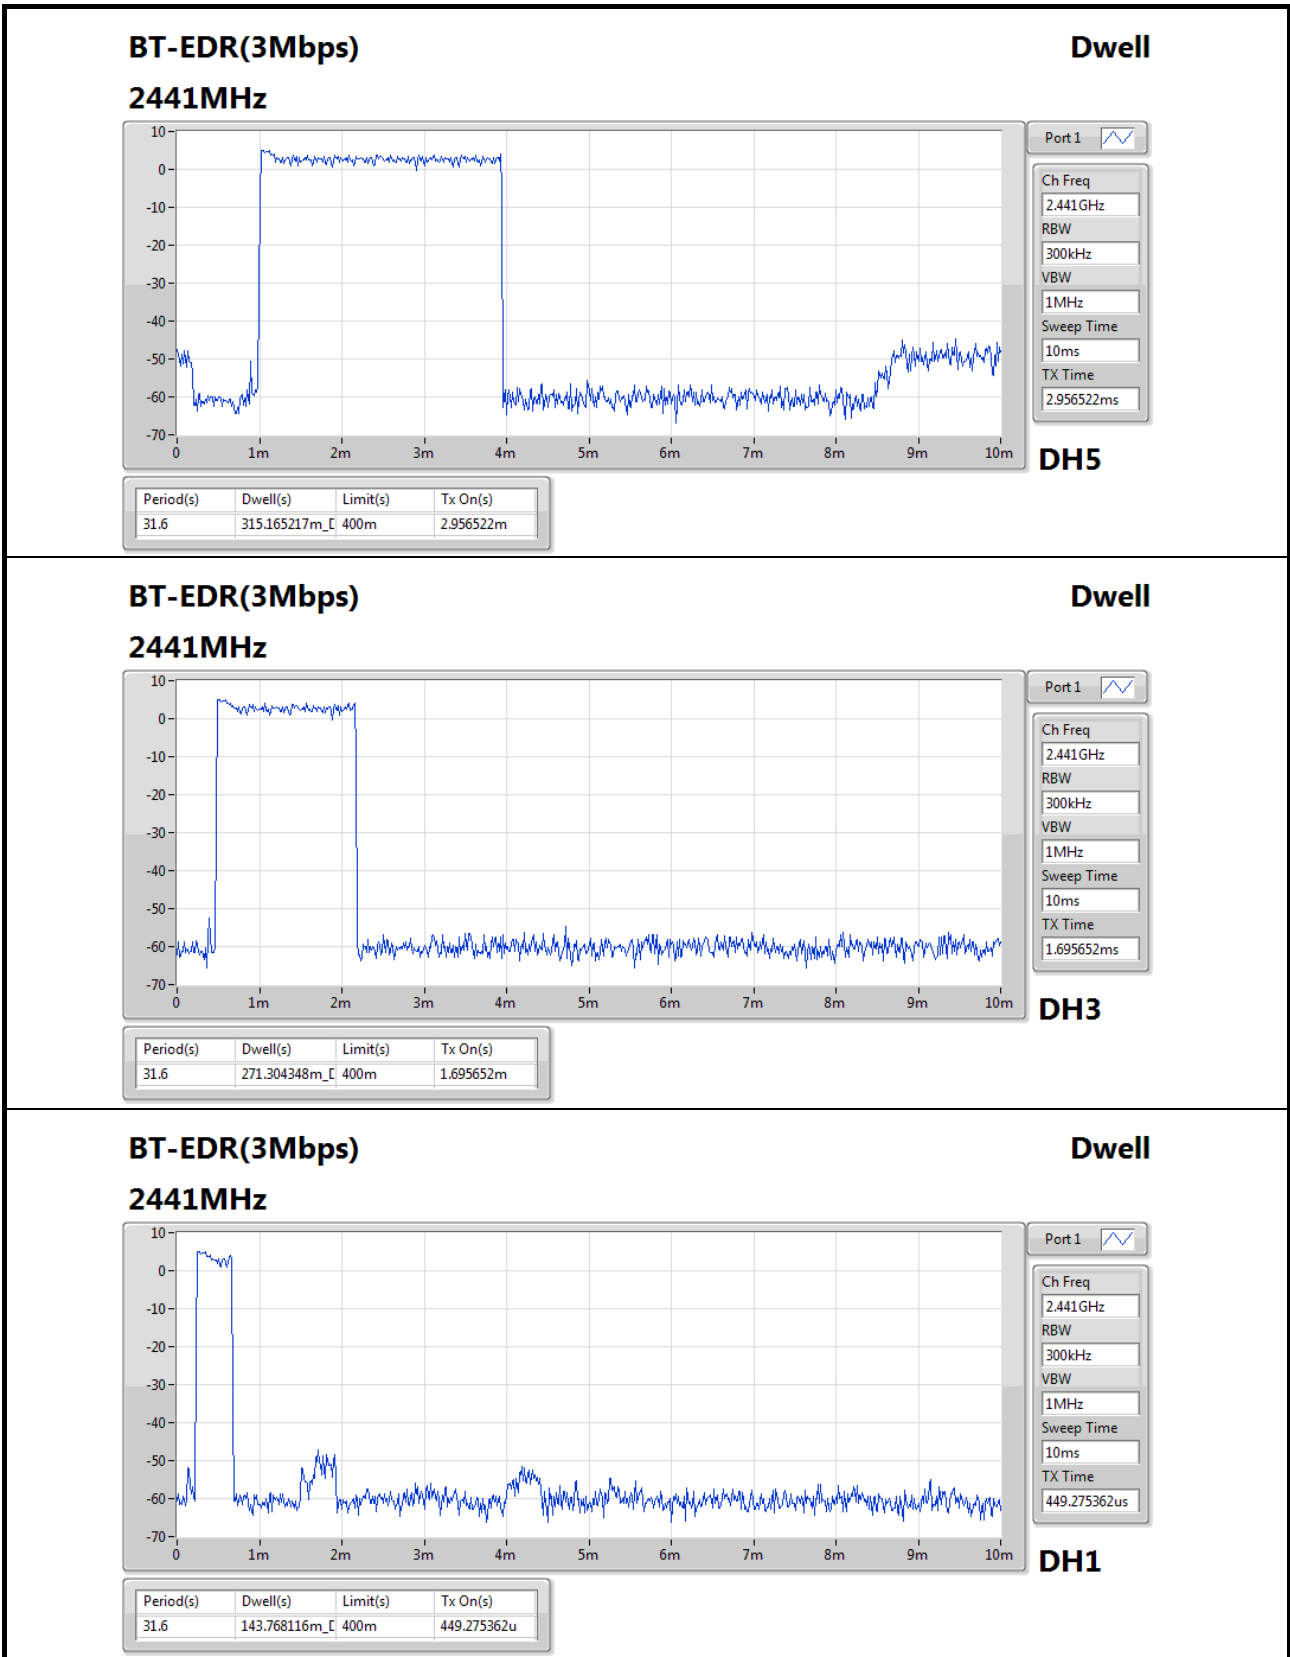 BT-EDR(3Mbps) Dwell
2441MHz
10
0
-10
-20
-30
-40
-50
-60
-70
0 1m 2m 3m 4m 5m 6m 7m 8m 9m 10m
Port 1
Ch Freq
2.441GHz
RBW
300kHz
VBW
1MHz
Sweep Time
10ms
TX Time
2.956522ms
DH5
Period(s) Dwell(s) Limit(s) Tx On(s)
31.6 315.165217m_ 400m 2.956522m
BT-EDR(3Mbps) Dwell
2441MHz
10
0
-10
-20
-30
-40
-50
-60
-70
0 1m 2m 3m 4m 5m 6m 7m 8m 9m 10m
Port 1
Ch Freq
2.441GHz
RBW
300kHz
VBW
1MHz
Sweep Time
10ms
TX Time
1.695652ms
DH3
Period(s) Dwell(s) Limit(s) Tx On(s)
31.6 271.304348m_ 400m 1.695652m
BT-EDR(3Mbps) Dwell
2441MHz
10
0
-10
-20
-30
-40
-50
-60
-70
0 1m 2m 3m 4m 5m 6m 7m 8m 9m 10m
Port 1
Ch Freq
2.441GHz
RBW
300kHz
VBW
1MHz
Sweep Time
10ms
TX Time
449.275362us
DH1
Period(s) Dwell(s) Limit(s) Tx On(s)
31.6 143.768116m_ 400m 449.275362u